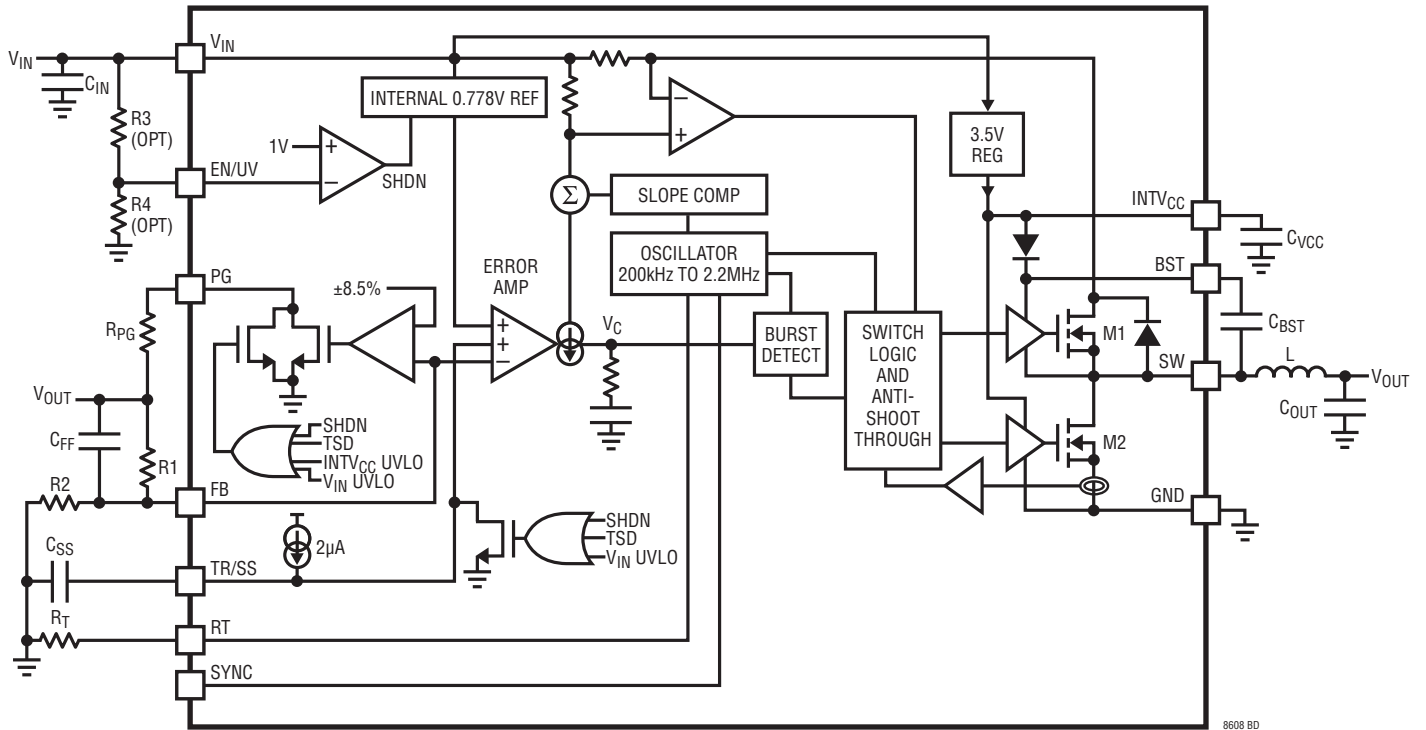 VIN
VIN
CIN
R3
(OPT)
R4
(OPT)
EN/UV
1V
+
−
SHDN
INTERNAL 0.778V REF
−
+
3.5V
REG
Σ
SLOPE COMP
OSCILLATOR
200kHz TO 2.2MHz
INTVCC
CVCC
BST
CBST
PG
RPG
±8.5%
ERROR
AMP
+
+
−
VC
BURST
DETECT
SWITCH
LOGIC
AND
ANTI-
SHOOT
THROUGH
M1
SW
L
VOUT
COUT
M2
GND
VOUT
CFF
R1
R2
FB
SHDN
TSD
INTVCC UVLO
VIN UVLO
SHDN
TSD
VIN UVLO
CSS
2µA
TR/SS
RT
RT
SYNC
8608 BD